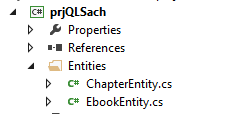 C# prjQLSach
Properties
References
Entities
C# ChapterEntity.cs
C# EbookEntity.cs